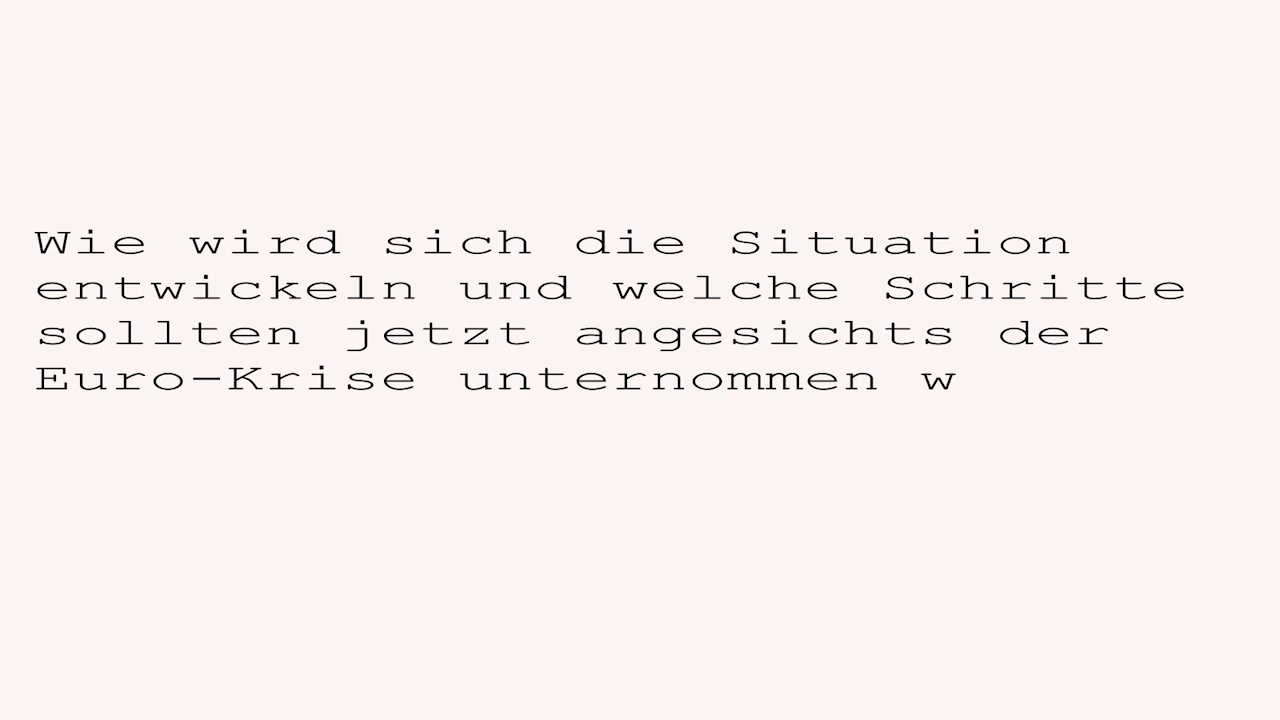 Wie wird sich die Situation
entwickeln und welche Schritte
sollten jetzt angesichts der
Euro-Krise unternommen w